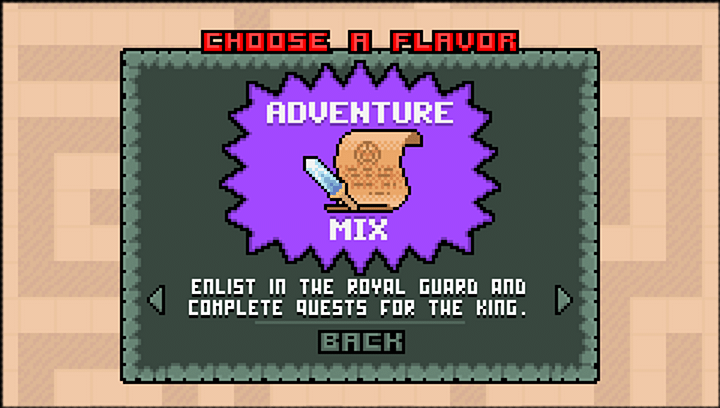 CHOOSE A FLAVOR
ADVENTURE
MIX
ENLIST IN THE ROYAL GUARD AND
COMPLETE QUESTS FOR THE KING.
BACK